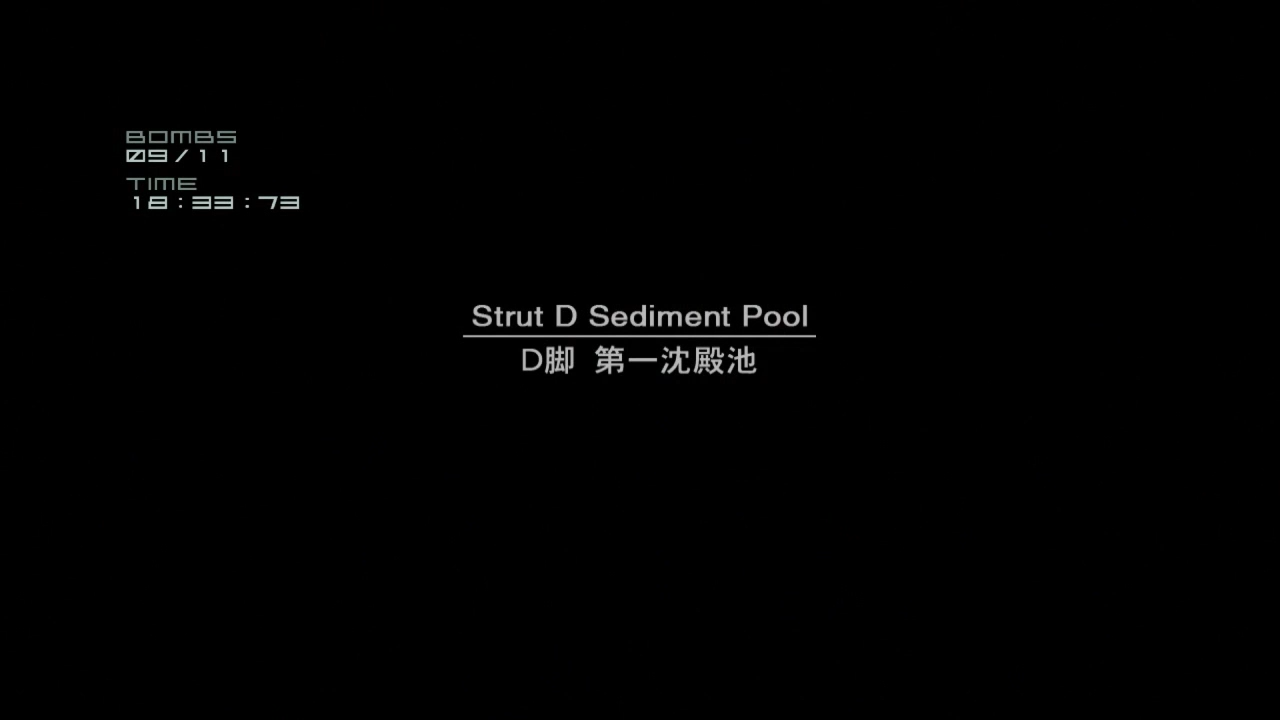 BOMBS
09/11
TIME
18:33:73
Strut D Sediment Pool
D脚 第一沈殿池